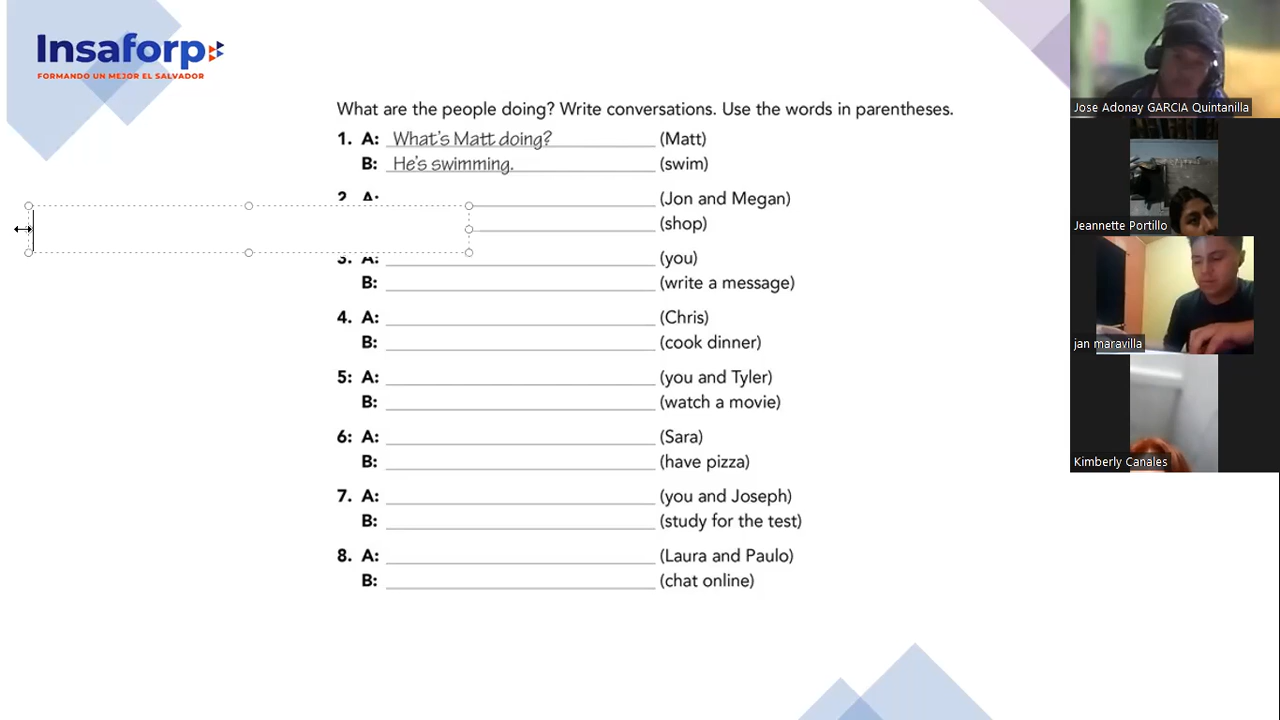 Insaforp
FORMANDO UN MEJOR EL SALVADOR
What are the people doing? Write conversations. Use the words in parentheses.
1. A: What's Matt doing? (Matt)
B: He's swimming. (swim)
2. A: (Jon and Megan)
(shop)
3. A: (you)
B: (write a message)
4. A: (Chris)
B: (cook dinner)
5: A: (you and Tyler)
B: (watch a movie)
6: A: (Sara)
B: (have pizza)
7. A: (you and Joseph)
B: (study for the test)
8. A: (Laura and Paulo)
B: (chat online)
Jose Adonay GARCIA Quintanilla
Jeannette Portillo
jan maravilla
Kimberly Canales